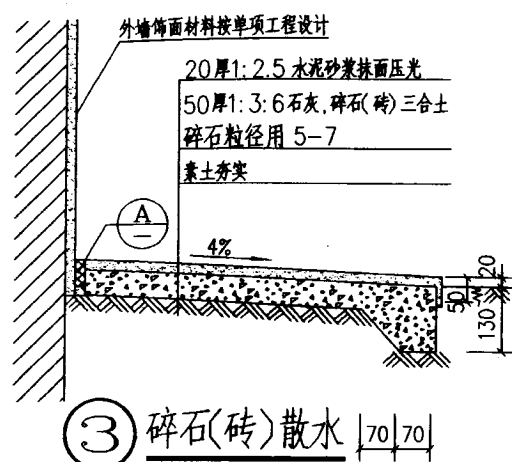 外墙饰面材料按单项工程设计
20厚1:2.5 水泥砂浆抹面压光
50厚1:3:6石灰,碎石(砖)三合土
碎石粒径用 5-7
素土夯实
A
4%
20
50
130
3 碎石(砖)散水
70 70